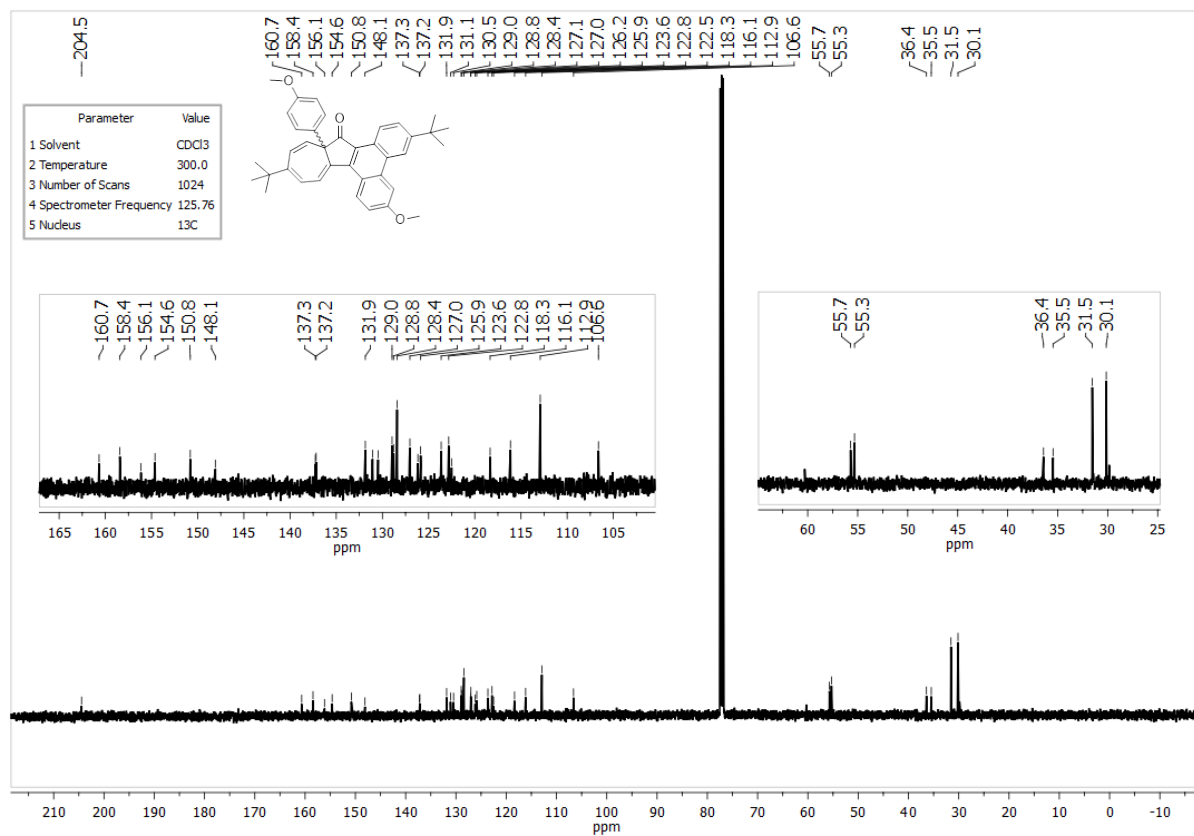 204.5 160.7 158.4 156.1 154.6 150.8 148.1 137.3 137.2 131.9 131.1 130.5 129.0 128.8 128.4 127.1 127.0 126.2 125.9 123.6 122.8 122.5 118.3 116.1 112.9 106.6 55.7 55.3 36.4 35.5 31.5 30.1
Parameter Value
1 Solvent CDCl3
2 Temperature 300.0
3 Number of Scans 1024
4 Spectrometer Frequency 125.76
5 Nucleus 13C
O
O
O
160.7 158.4 156.1 154.6 150.8 148.1 137.3 137.2 131.9 129.0 128.8 128.4 127.0 125.9 123.6 122.8 118.3 116.1 112.9 106.6
165 160 155 150 145 140 135 130 125 120 115 110 105
ppm
55.7 55.3 36.4 35.5 31.5 30.1
60 55 50 45 40 35 30 25
ppm
210 200 190 180 170 160 150 140 130 120 110 100 90 80 70 60 50 40 30 20 10 0 -10
ppm